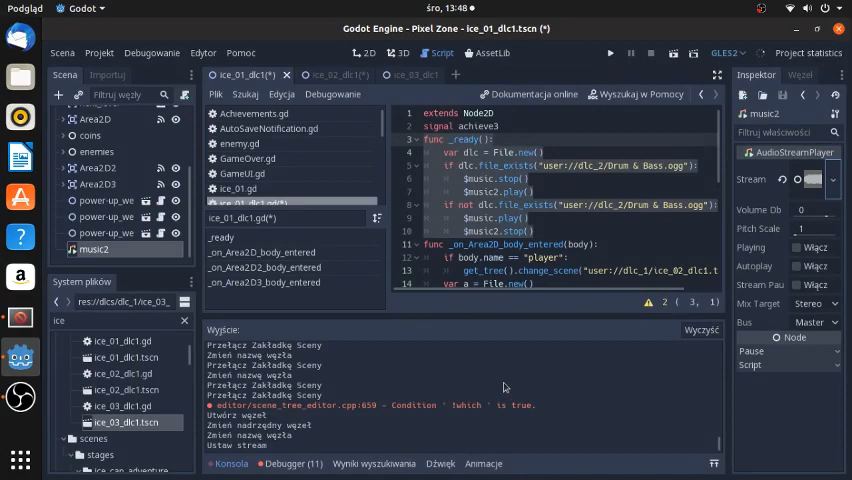 Podgląd
Godot
śro, 13:48
Godot Engine - Pixel Zone - ice_01_dlc1.tscn (*)
Scena Projekt Debugowanie Edytor Pomoc
2D 3D Script AssetLib
GLES2 Project statistics
Scena Importuj
Filtruj węzły
Area2D
coins
enemies
Area2D2
Area2D3
power-up_we
power-up_we
power-up_we
music2
System plików
res://dlcs/dlc_1/ice_03_
ice
ice_01_dlc1.gd
ice_01_dlc1.tscn
ice_02_dlc1.gd
ice_02_dlc1.tscn
ice_03_dlc1.gd
ice_03_dlc1.tscn
scenes
stages
ice_can_adventure
ice_01_dlc1(*) ice_02_dlc1(*) ice_03_dlc1
Plik Szukaj Edycja Debugowanie
Dokumentacja online Wyszukaj w Pomocy
Achievements.gd
AutoSaveNotification.gd
enemy.gd
GameOver.gd
GameUI.gd
ice_01.gd
ice_01_dlc1.gd(*)
ice_01_dlc1.gd(*)
_ready
_on_Area2D_body_entered
_on_Area2D2_body_entered
_on_Area2D3_body_entered
1 extends Node2D
2 signal achieve3
3 func _ready():
4 var dlc = File.new()
5 if dlc.file_exists("user://dlc_2/Drum & Bass.ogg"):
6 $music.stop()
7 $music2.play()
8 if not dlc.file_exists("user://dlc_2/Drum & Bass.ogg"):
9 $music.play()
10 $music2.stop()
11 func _on_Area2D_body_entered(body):
12 if body.name == "player":
13 get_tree().change_scene("user://dlc_1/ice_02_dlc1.t
14 var a = File.new()
2 ( 3, 1)
Wyjście:
Wyczyść
Przełącz Zakładkę Sceny
Zmień nazwę węzła
Przełącz Zakładkę Sceny
Zmień nazwę węzła
Przełącz Zakładkę Sceny
Przełącz Zakładkę Sceny
editor/scene_tree_editor.cpp:659 - Condition ' !which ' is true.
Utwórz węzeł
Zmień nadrzędny węzeł
Zmień nazwę węzła
Ustaw stream
Konsola Debugger (11) Wyniki wyszukiwania Dźwięk Animacje
Inspektor Węzeł
music2
Filtruj właściwości
AudioStreamPlayer
Stream
Volume Db 0
Pitch Scale 1
Playing Włącz
Autoplay Włącz
Stream Pau Włącz
Mix Target Stereo
Bus Master
Node
Pause
Script